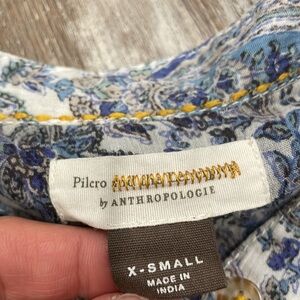 Pilcro
by ANTHROPOLOGIE
X-SMALL
MADE IN
INDIA